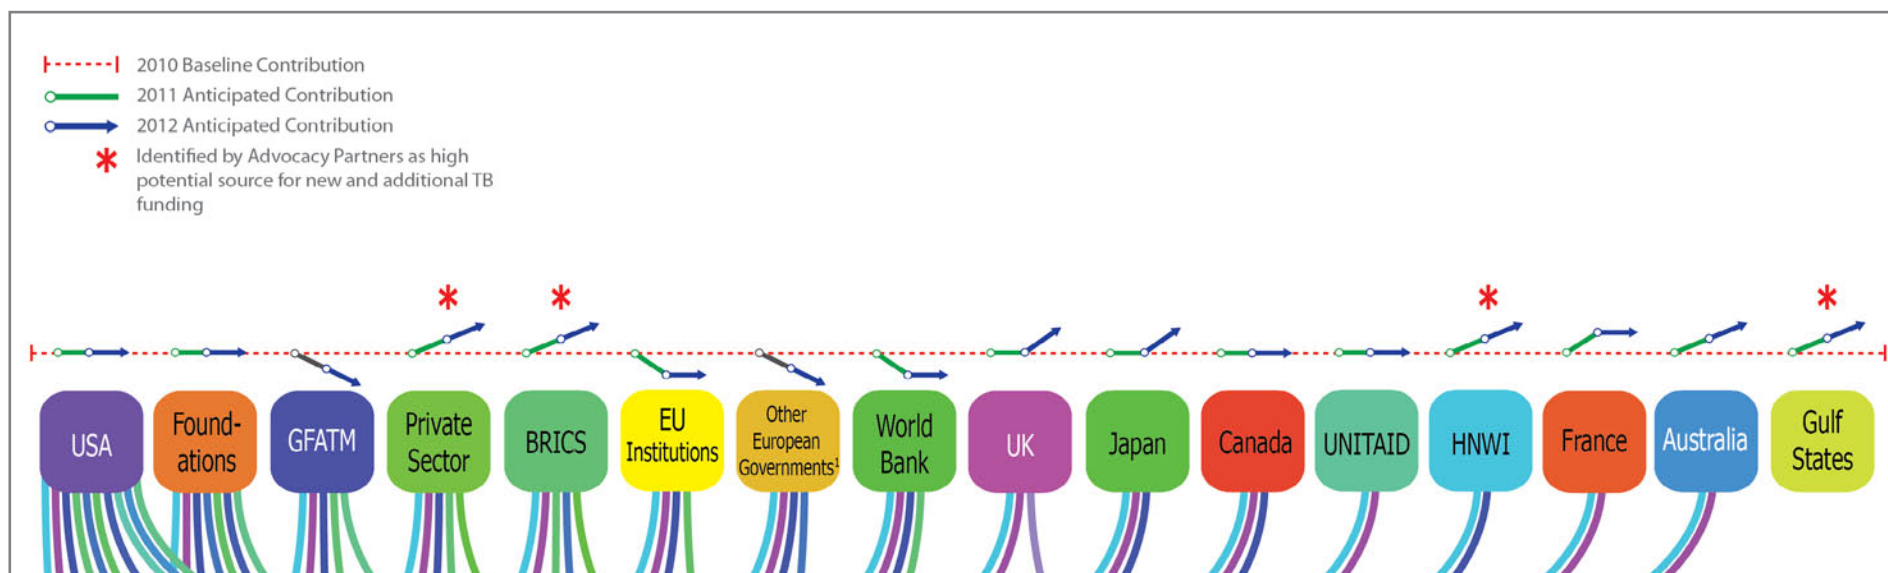 2010 Baseline Contribution
2011 Anticipated Contribution
2012 Anticipated Contribution
Identified by Advocacy Partners as high
potential source for new and additional TB
funding
USA
Found-
ations
GFATM
Private
Sector
BRICS
EU
Institutions
Other
European
Governments¹
World
Bank
UK
Japan
Canada
UNITAID
HNWI
France
Australia
Gulf
States